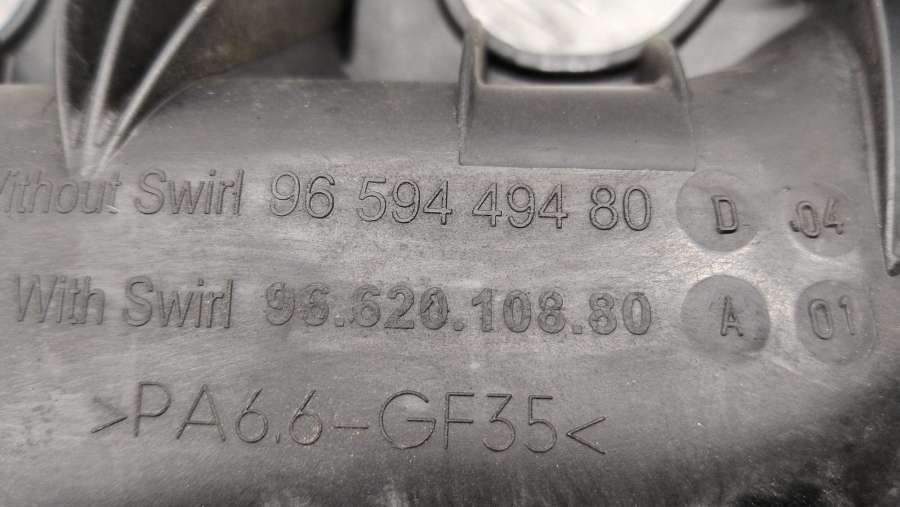 Without Swirl 96 594 494 80 D .04
With Swirl 96.620.108.80 A 01
>PA6.6-GF35<